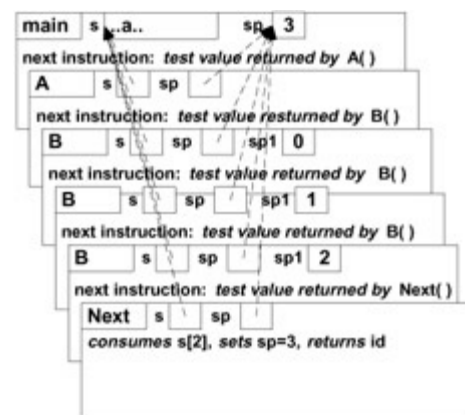 main s ..a.. sp 3
next instruction: test value returned by A( )
A s sp
next instruction: test value resturned by B( )
B s sp sp1 0
next instruction: test value returned by B( )
B s sp sp1 1
next instruction: test value returned by B( )
B s sp sp1 2
next instruction: test value returned by Next( )
Next s sp
consumes s[2], sets sp=3, returns id